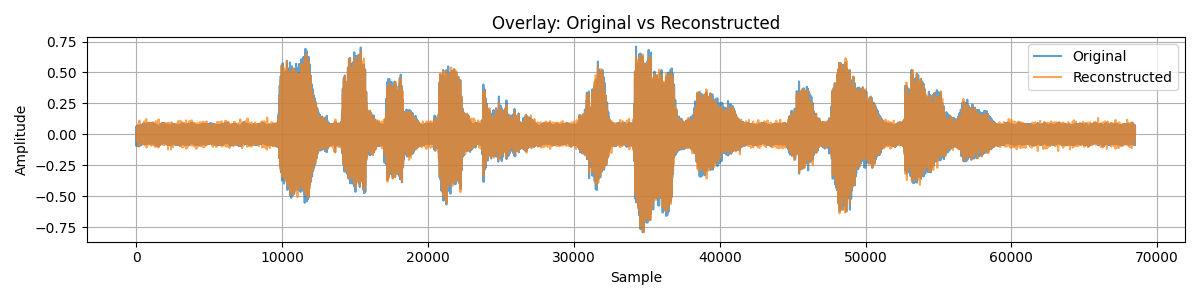 Overlay: Original vs Reconstructed
Original
Reconstructed
Amplitude
0.75
0.50
0.25
0.00
−0.25
−0.50
−0.75
0 10000 20000 30000 40000 50000 60000 70000
Sample